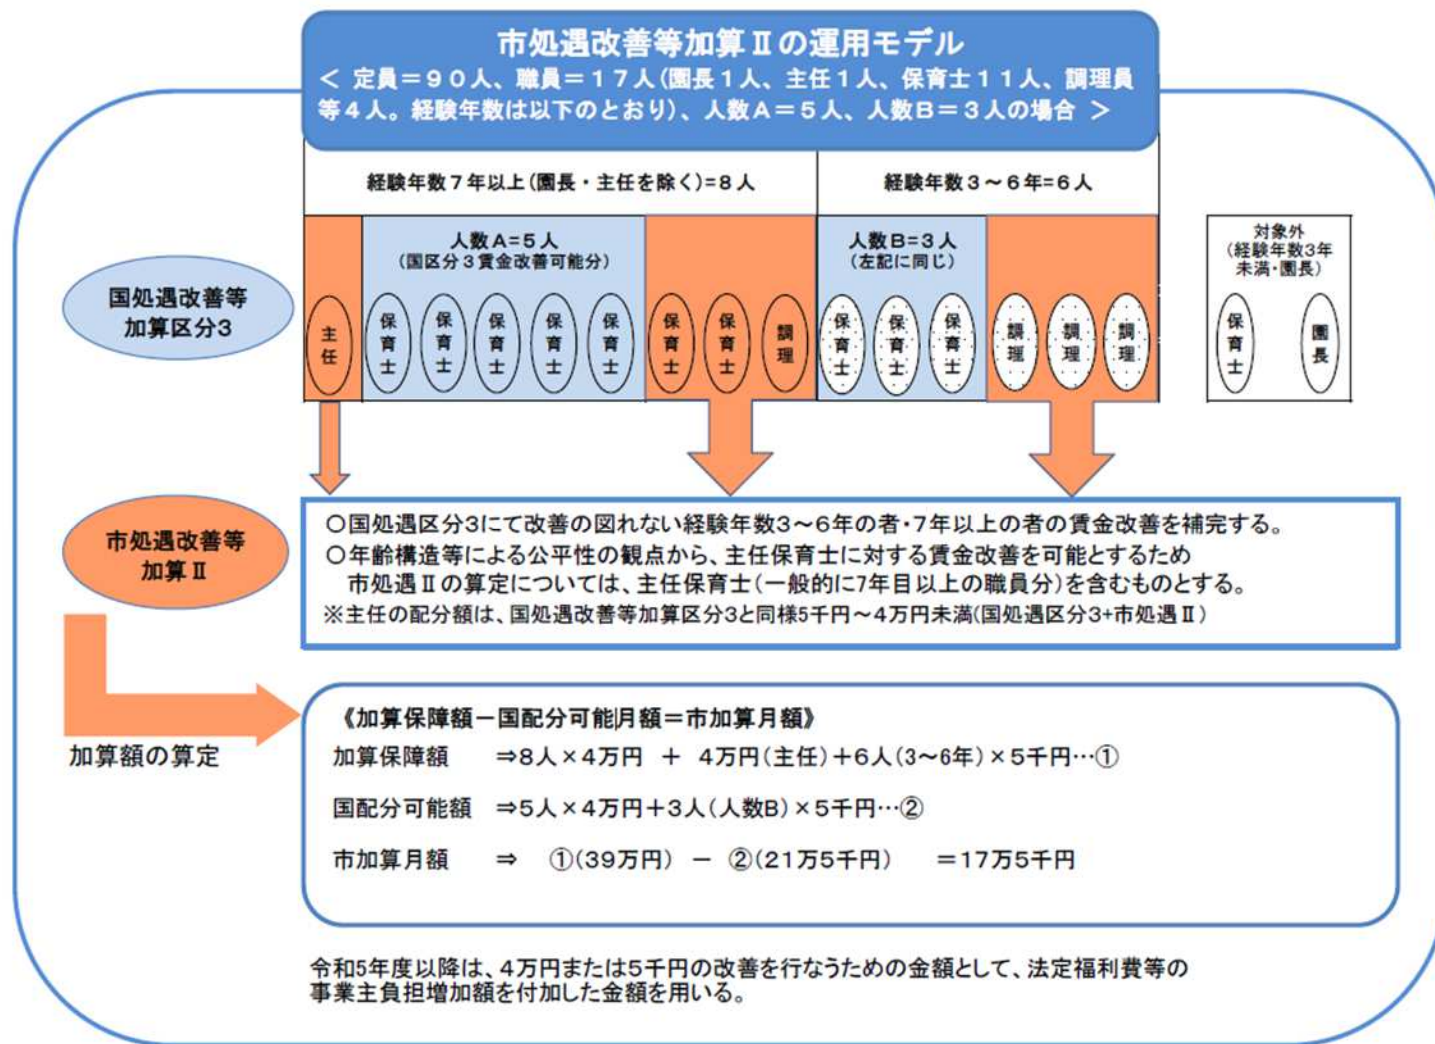 市処遇改善等加算Ⅱの運用モデル
＜ 定員＝９０人、職員＝１７人(園長１人、主任１人、保育士１１人、調理員
等４人。経験年数は以下のとおり)、人数Ａ＝５人、人数Ｂ＝３人の場合 ＞
経験年数７年以上(園長・主任を除く)=８人
経験年数３～６年=６人
国処遇改善等
加算区分３
人数Ａ=５人
(国区分３賃金改善可能分)
人数Ｂ=３人
(左記に同じ)
対象外
(経験年数3年
未満・園長)
主任
保育士
保育士
保育士
保育士
保育士
保育士
保育士
調理
保育士
保育士
保育士
調理
調理
調理
保育士
園長
市処遇改善等
加算Ⅱ
○国処遇区分3にて改善の図れない経験年数3～6年の者・7年以上の者の賃金改善を補完する。
○年齢構造等による公平性の観点から、主任保育士に対する賃金改善を可能とするため
市処遇Ⅱの算定については、主任保育士(一般的に7年目以上の職員分)を含むものとする。
※主任の配分額は、国処遇改善等加算区分3と同様5千円～4万円未満(国処遇区分3+市処遇Ⅱ)
加算額の算定
《加算保障額－国配分可能月額＝市加算月額》
加算保障額 ⇒８人×４万円 ＋ ４万円(主任)＋６人(3～6年)×５千円…①
国配分可能額 ⇒５人×４万円＋３人(人数Ｂ)×５千円…②
市加算月額 ⇒ ①(39万円) － ②(21万5千円) ＝17万5千円
令和5年度以降は、４万円または５千円の改善を行なうための金額として、法定福利費等の
事業主負担増加額を付加した金額を用いる。